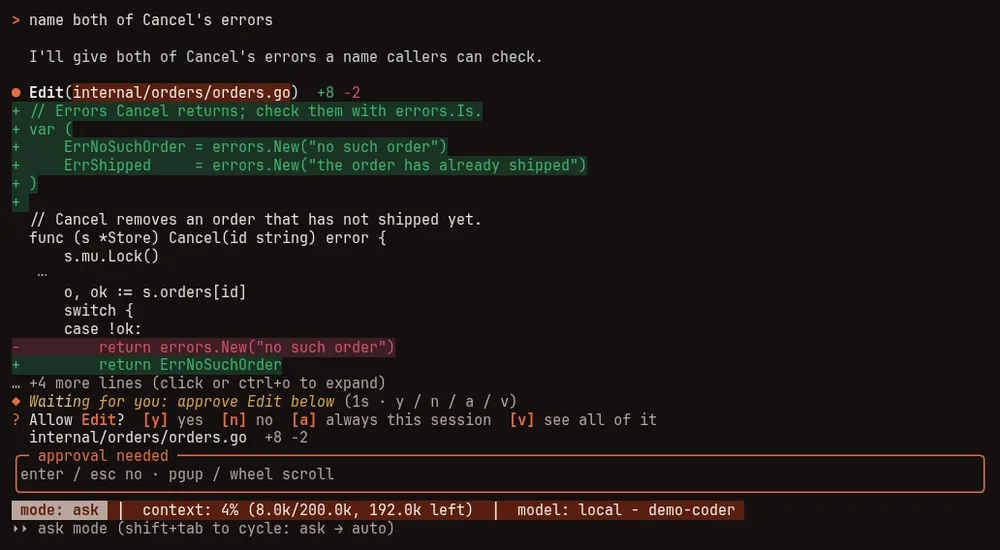 > name both of Cancel's errors
I'll give both of Cancel's errors a name callers can check.
● Edit(internal/orders/orders.go)  +8 -2
+ // Errors Cancel returns; check them with errors.Is.
+ var (
+     ErrNoSuchOrder = errors.New("no such order")
+     ErrShipped     = errors.New("the order has already shipped")
+ )
+
  // Cancel removes an order that has not shipped yet.
  func (s *Store) Cancel(id string) error {
      s.mu.Lock()
   …
      o, ok := s.orders[id]
      switch {
      case !ok:
-         return errors.New("no such order")
+         return ErrNoSuchOrder
… +4 more lines (click or ctrl+o to expand)
◆ Waiting for you: approve Edit below (1s · y / n / a / v)
? Allow Edit?  [y] yes  [n] no  [a] always this session  [v] see all of it
  internal/orders/orders.go  +8 -2
approval needed
enter / esc no · pgup / wheel scroll
mode: ask | context: 4% (8.0k/200.0k, 192.0k left) | model: local - demo-coder
▸▸ ask mode (shift+tab to cycle: ask → auto)